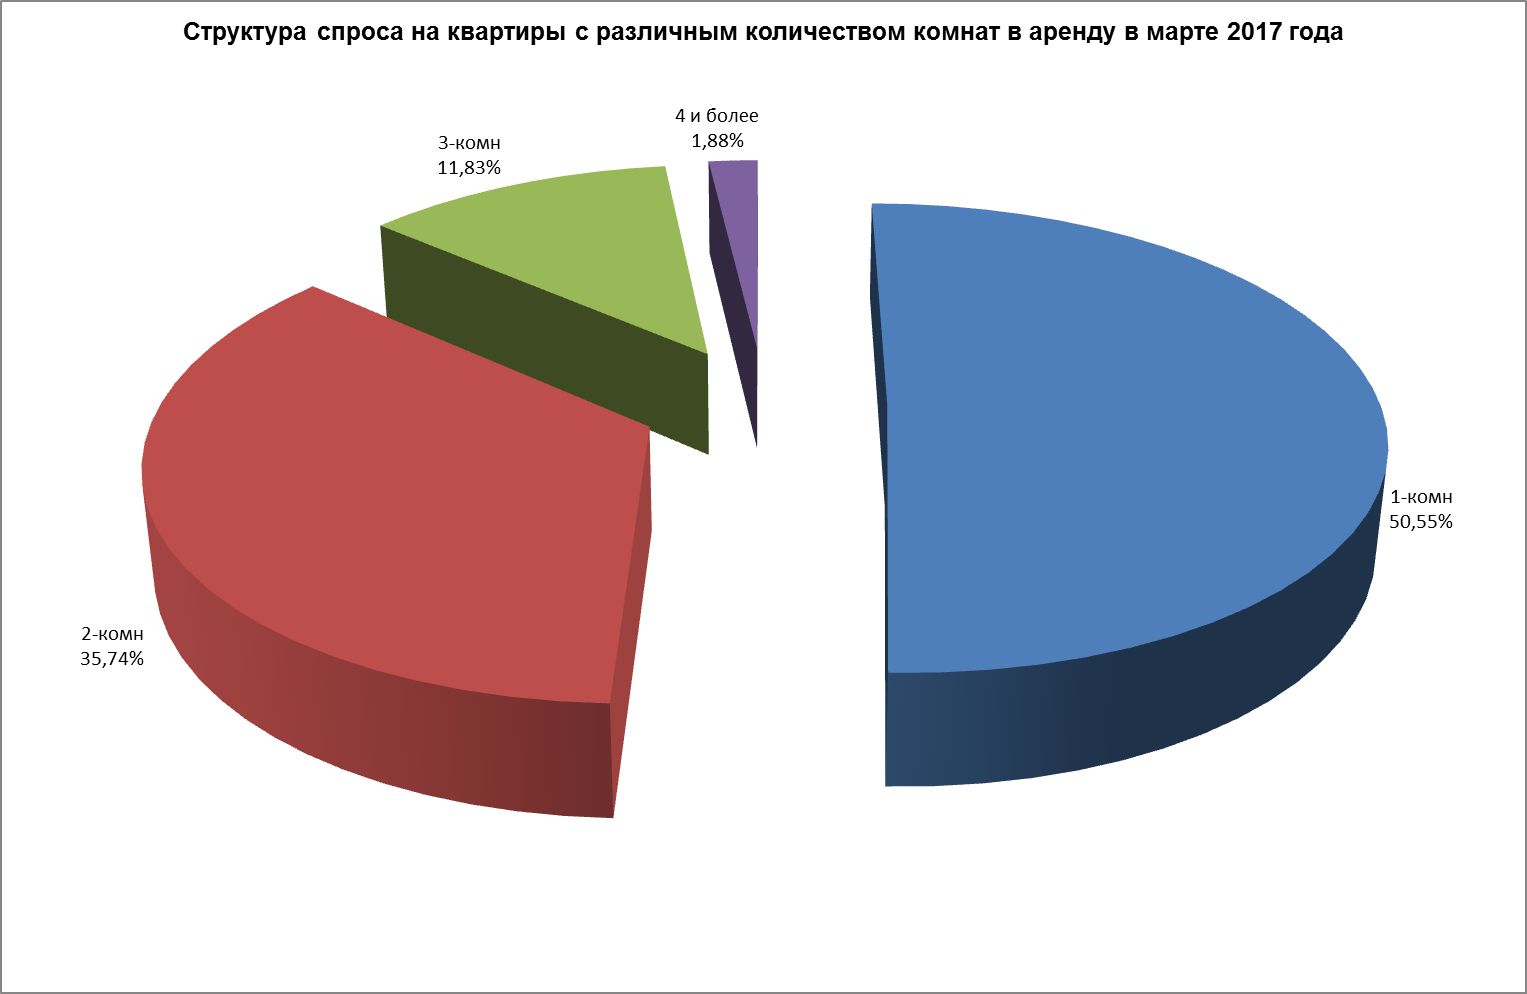 Структура спроса на квартиры с различным количеством комнат в аренду в марте 2017 года
4 и более
1,88%
3-комн
11,83%
1-комн
50,55%
2-комн
35,74%